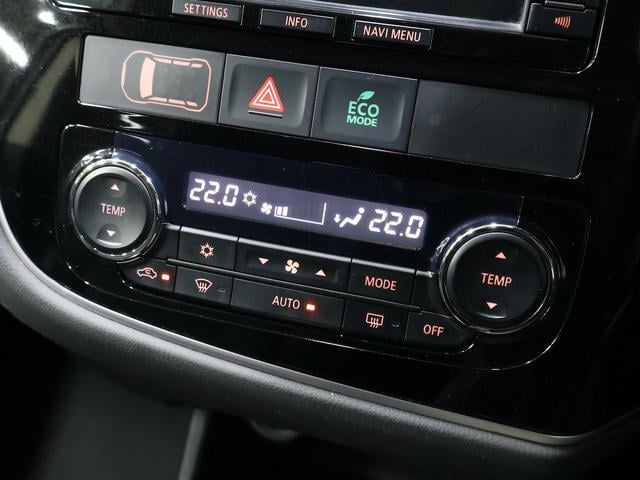 SETTINGS
INFO
NAVI MENU
ECO
MODE
22.0
22.0
TEMP
TEMP
MODE
AUTO
OFF